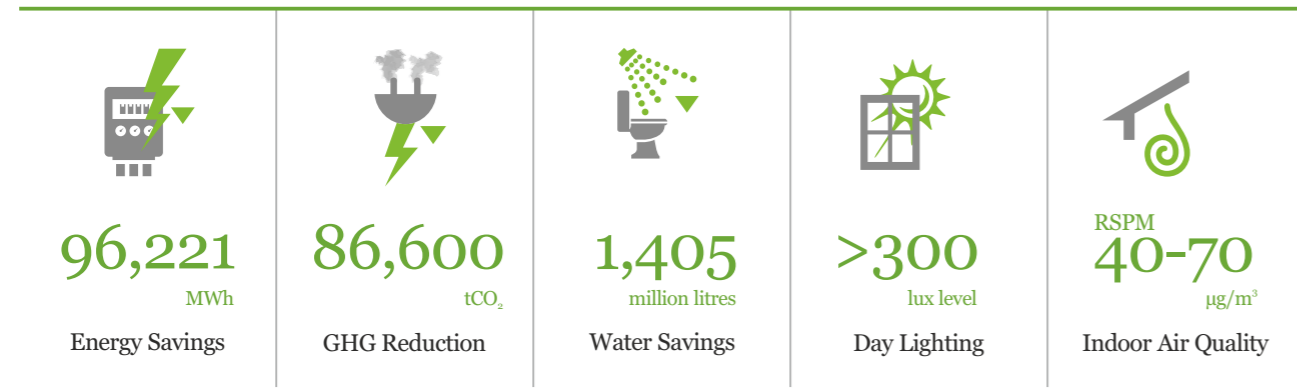 96,221
MWh
Energy Savings
86,600
tCO₂
GHG Reduction
1,405
million litres
Water Savings
>300
lux level
Day Lighting
RSPM
40-70
µg/m³
Indoor Air Quality